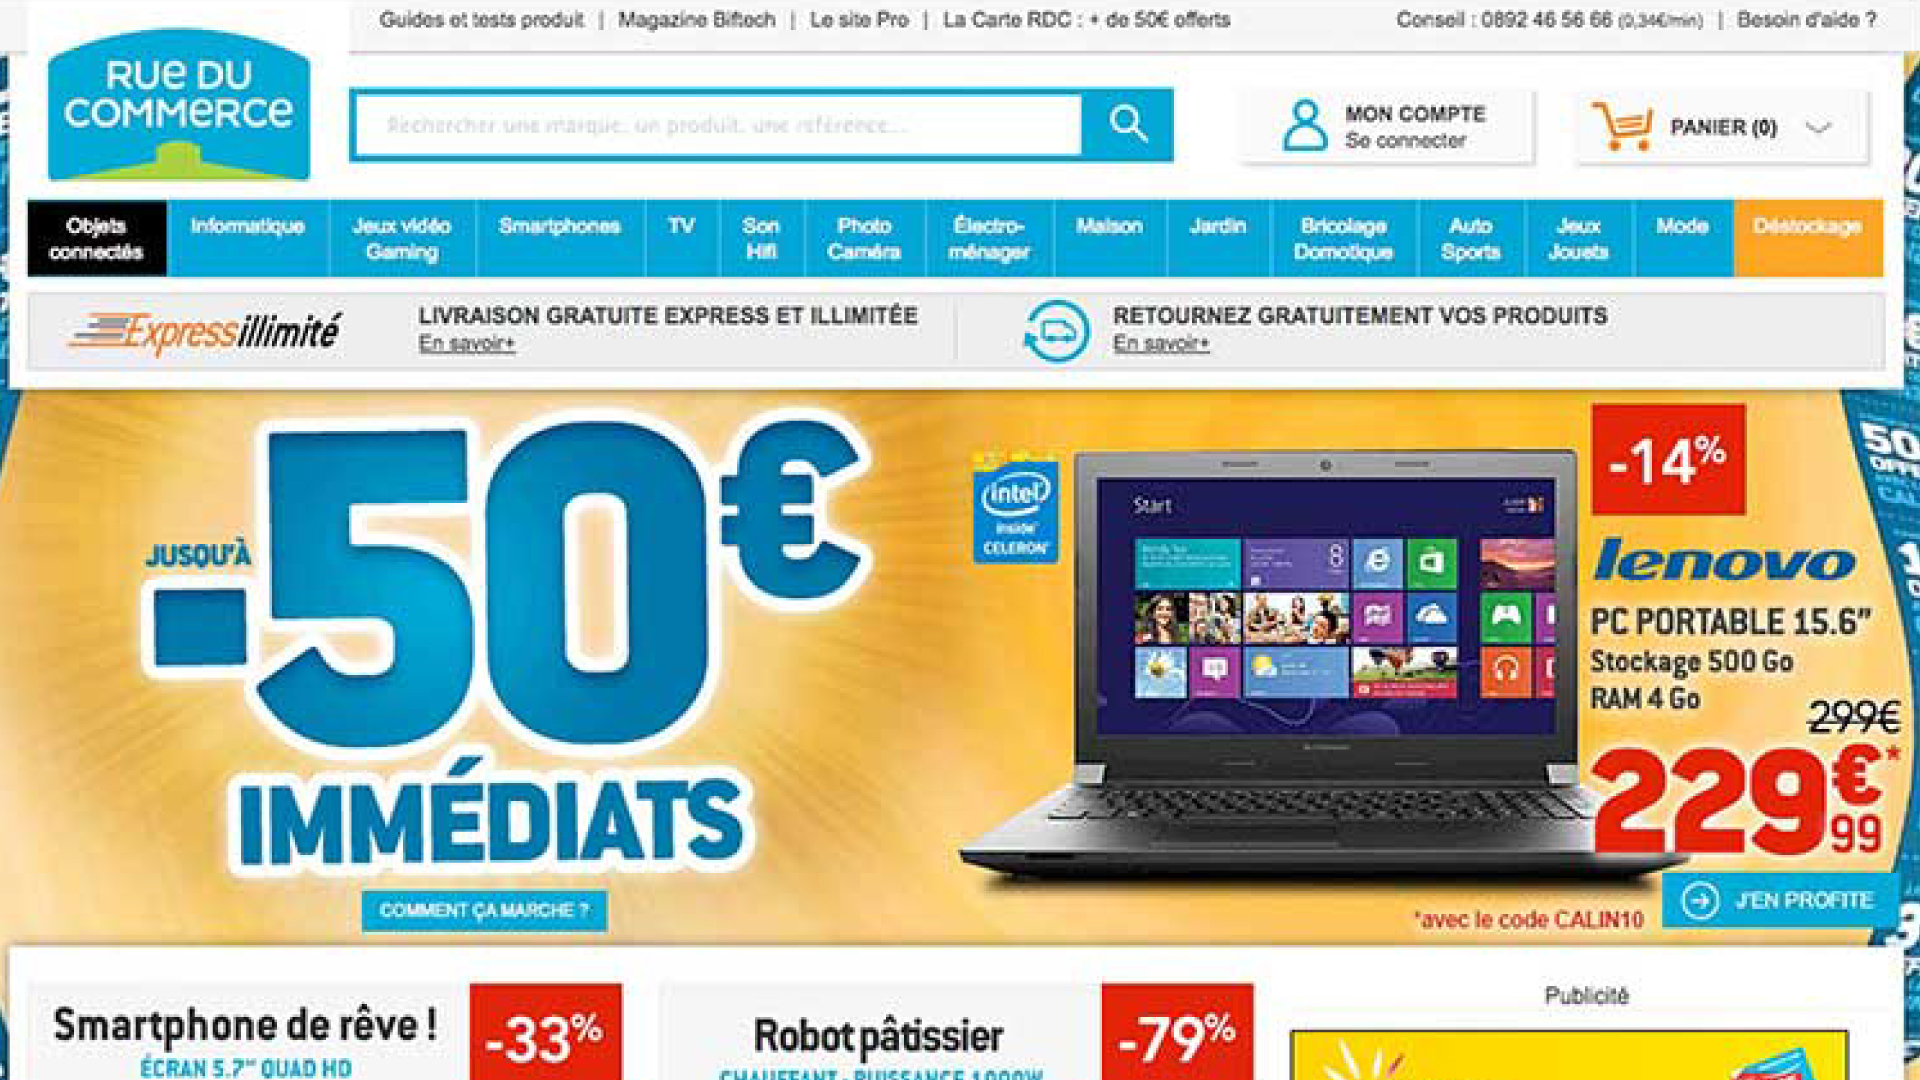 Guides et tests produit | Magazine Biftech | Le site Pro | La Carte RDC : + de 50€ offerts
Conseil : 0892 46 56 66 (0,34€/min) | Besoin d'aide ?
RUE DU
COMMERCE
Rechercher une marque, un produit, une référence...
MON COMPTE
Se connecter
PANIER (0)
Objets
connectés
Informatique
Jeux vidéo
Gaming
Smartphones
TV
Son
Hifi
Photo
Caméra
Électro-
ménager
Maison
Jardin
Bricolage
Domotique
Auto
Sports
Jeux
Jouets
Mode
Déstockage
Expressillimité
LIVRAISON GRATUITE EXPRESS ET ILLIMITÉE
En savoir+
RETOURNEZ GRATUITEMENT VOS PRODUITS
En savoir+
JUSQU'À
-50€
IMMÉDIATS
COMMENT ÇA MARCHE ?
intel
inside
CELERON
Start
-14%
lenovo
PC PORTABLE 15.6"
Stockage 500 Go
RAM 4 Go
299€
229€99*
*avec le code CALIN10
J'EN PROFITE
50
Smartphone de rêve !
ÉCRAN 5.7" QUAD HD
-33%
Robot pâtissier
CHAUFFANT - PUISSANCE 1000W
-79%
Publicité